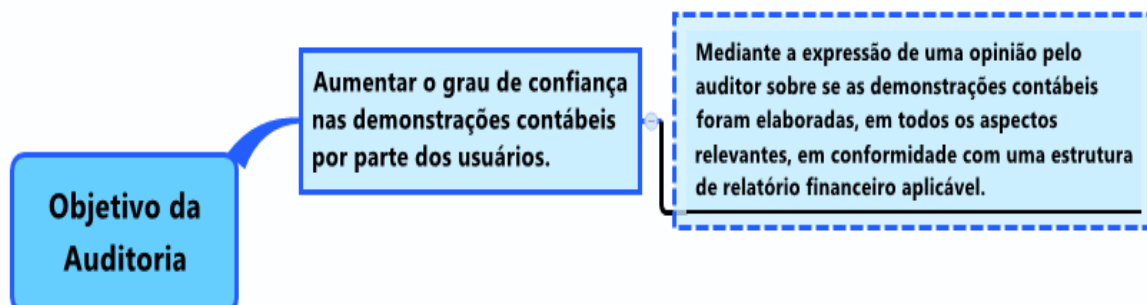 Objetivo da
Auditoria
Aumentar o grau de confiança
nas demonstrações contábeis
por parte dos usuários.
Mediante a expressão de uma opinião pelo
auditor sobre se as demonstrações contábeis
foram elaboradas, em todos os aspectos
relevantes, em conformidade com uma estrutura
de relatório financeiro aplicável.